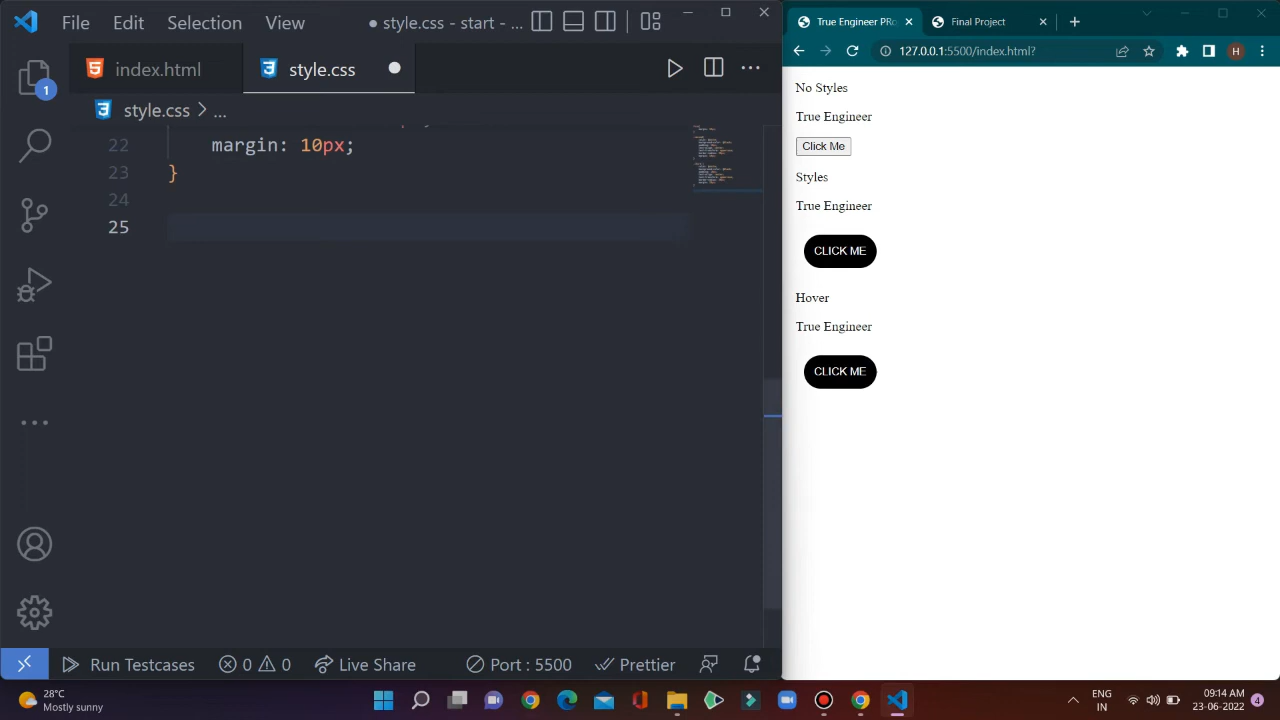 File Edit Selection View ● style.css - start - ...
index.html style.css
style.css > ...
22 margin: 10px;
23 }
24
25
Run Testcases 0 0 Live Share Port : 5500 Prettier
True Engineer PRo Final Project
127.0.0.1:5500/index.html?
H
No Styles
True Engineer
Click Me
Styles
True Engineer
CLICK ME
Hover
True Engineer
CLICK ME
1
28°C
Mostly sunny
ENG
IN
09:14 AM
23-06-2022
4